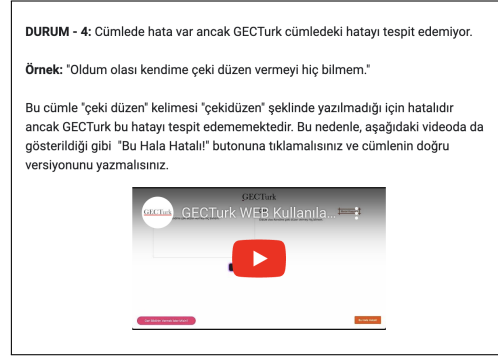 DURUM - 4: Cümlede hata var ancak GECTurk cümledeki hatayı tespit edemiyor.
Örnek: "Oldum olası kendime çeki düzen vermeyi hiç bilmem."
Bu cümle "çeki düzen" kelimesi "çekidüzen" şeklinde yazılmadığı için hatalıdır
ancak GECTurk bu hatayı tespit edememektedir. Bu nedenle, aşağıdaki videoda da
gösterildiği gibi "Bu Hala Hatalı!" butonuna tıklamalısınız ve cümlenin doğru
versiyonunu yazmalısınız.
GECTurk
GECTurk
GECTurk WEB Kullanıla...